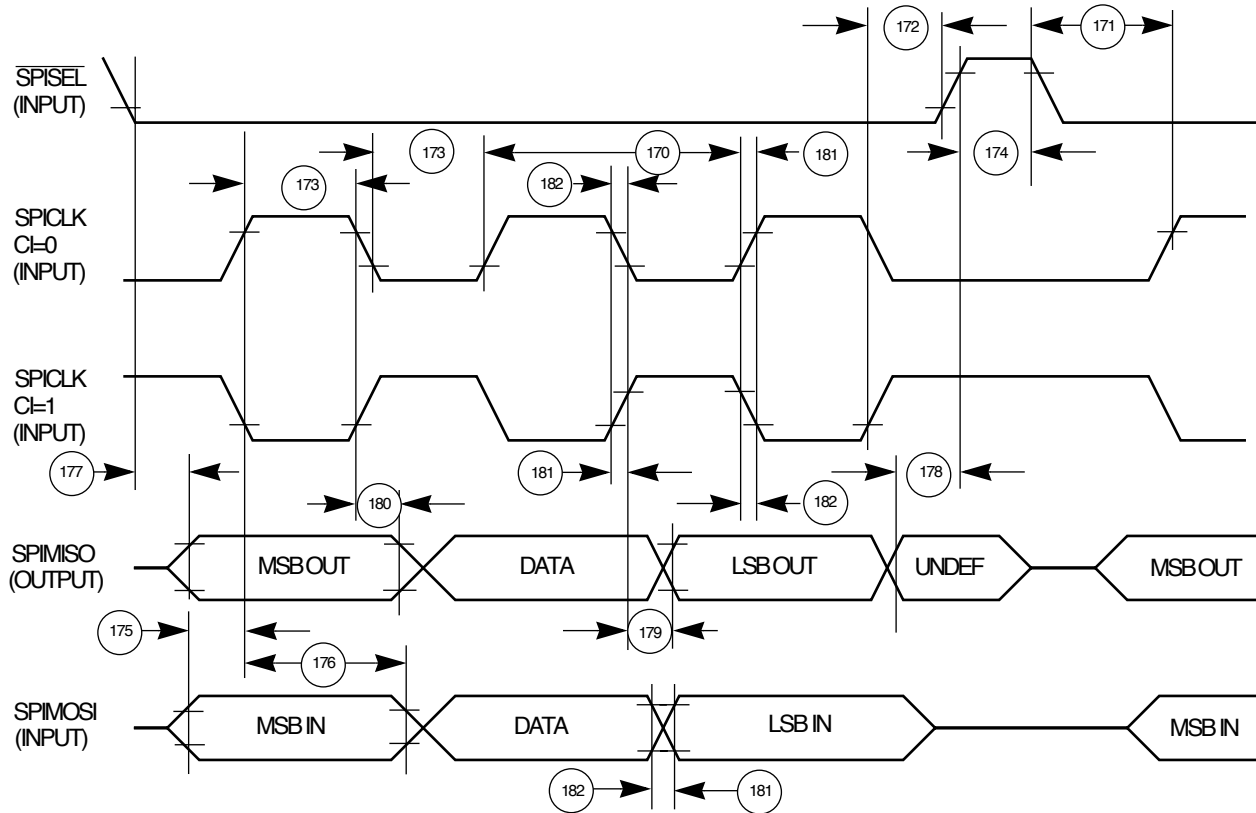 172
171
SPISEL
(INPUT)
173
170
181
174
173
182
SPICLK
CI=0
(INPUT)
SPICLK
CI=1
(INPUT)
177
181
178
180
182
SPIMISO
(OUTPUT)
MSB OUT
DATA
LSB OUT
UNDEF
MSB OUT
175
179
176
SPIMOSI
(INPUT)
MSB IN
DATA
LSB IN
MSB IN
182
181